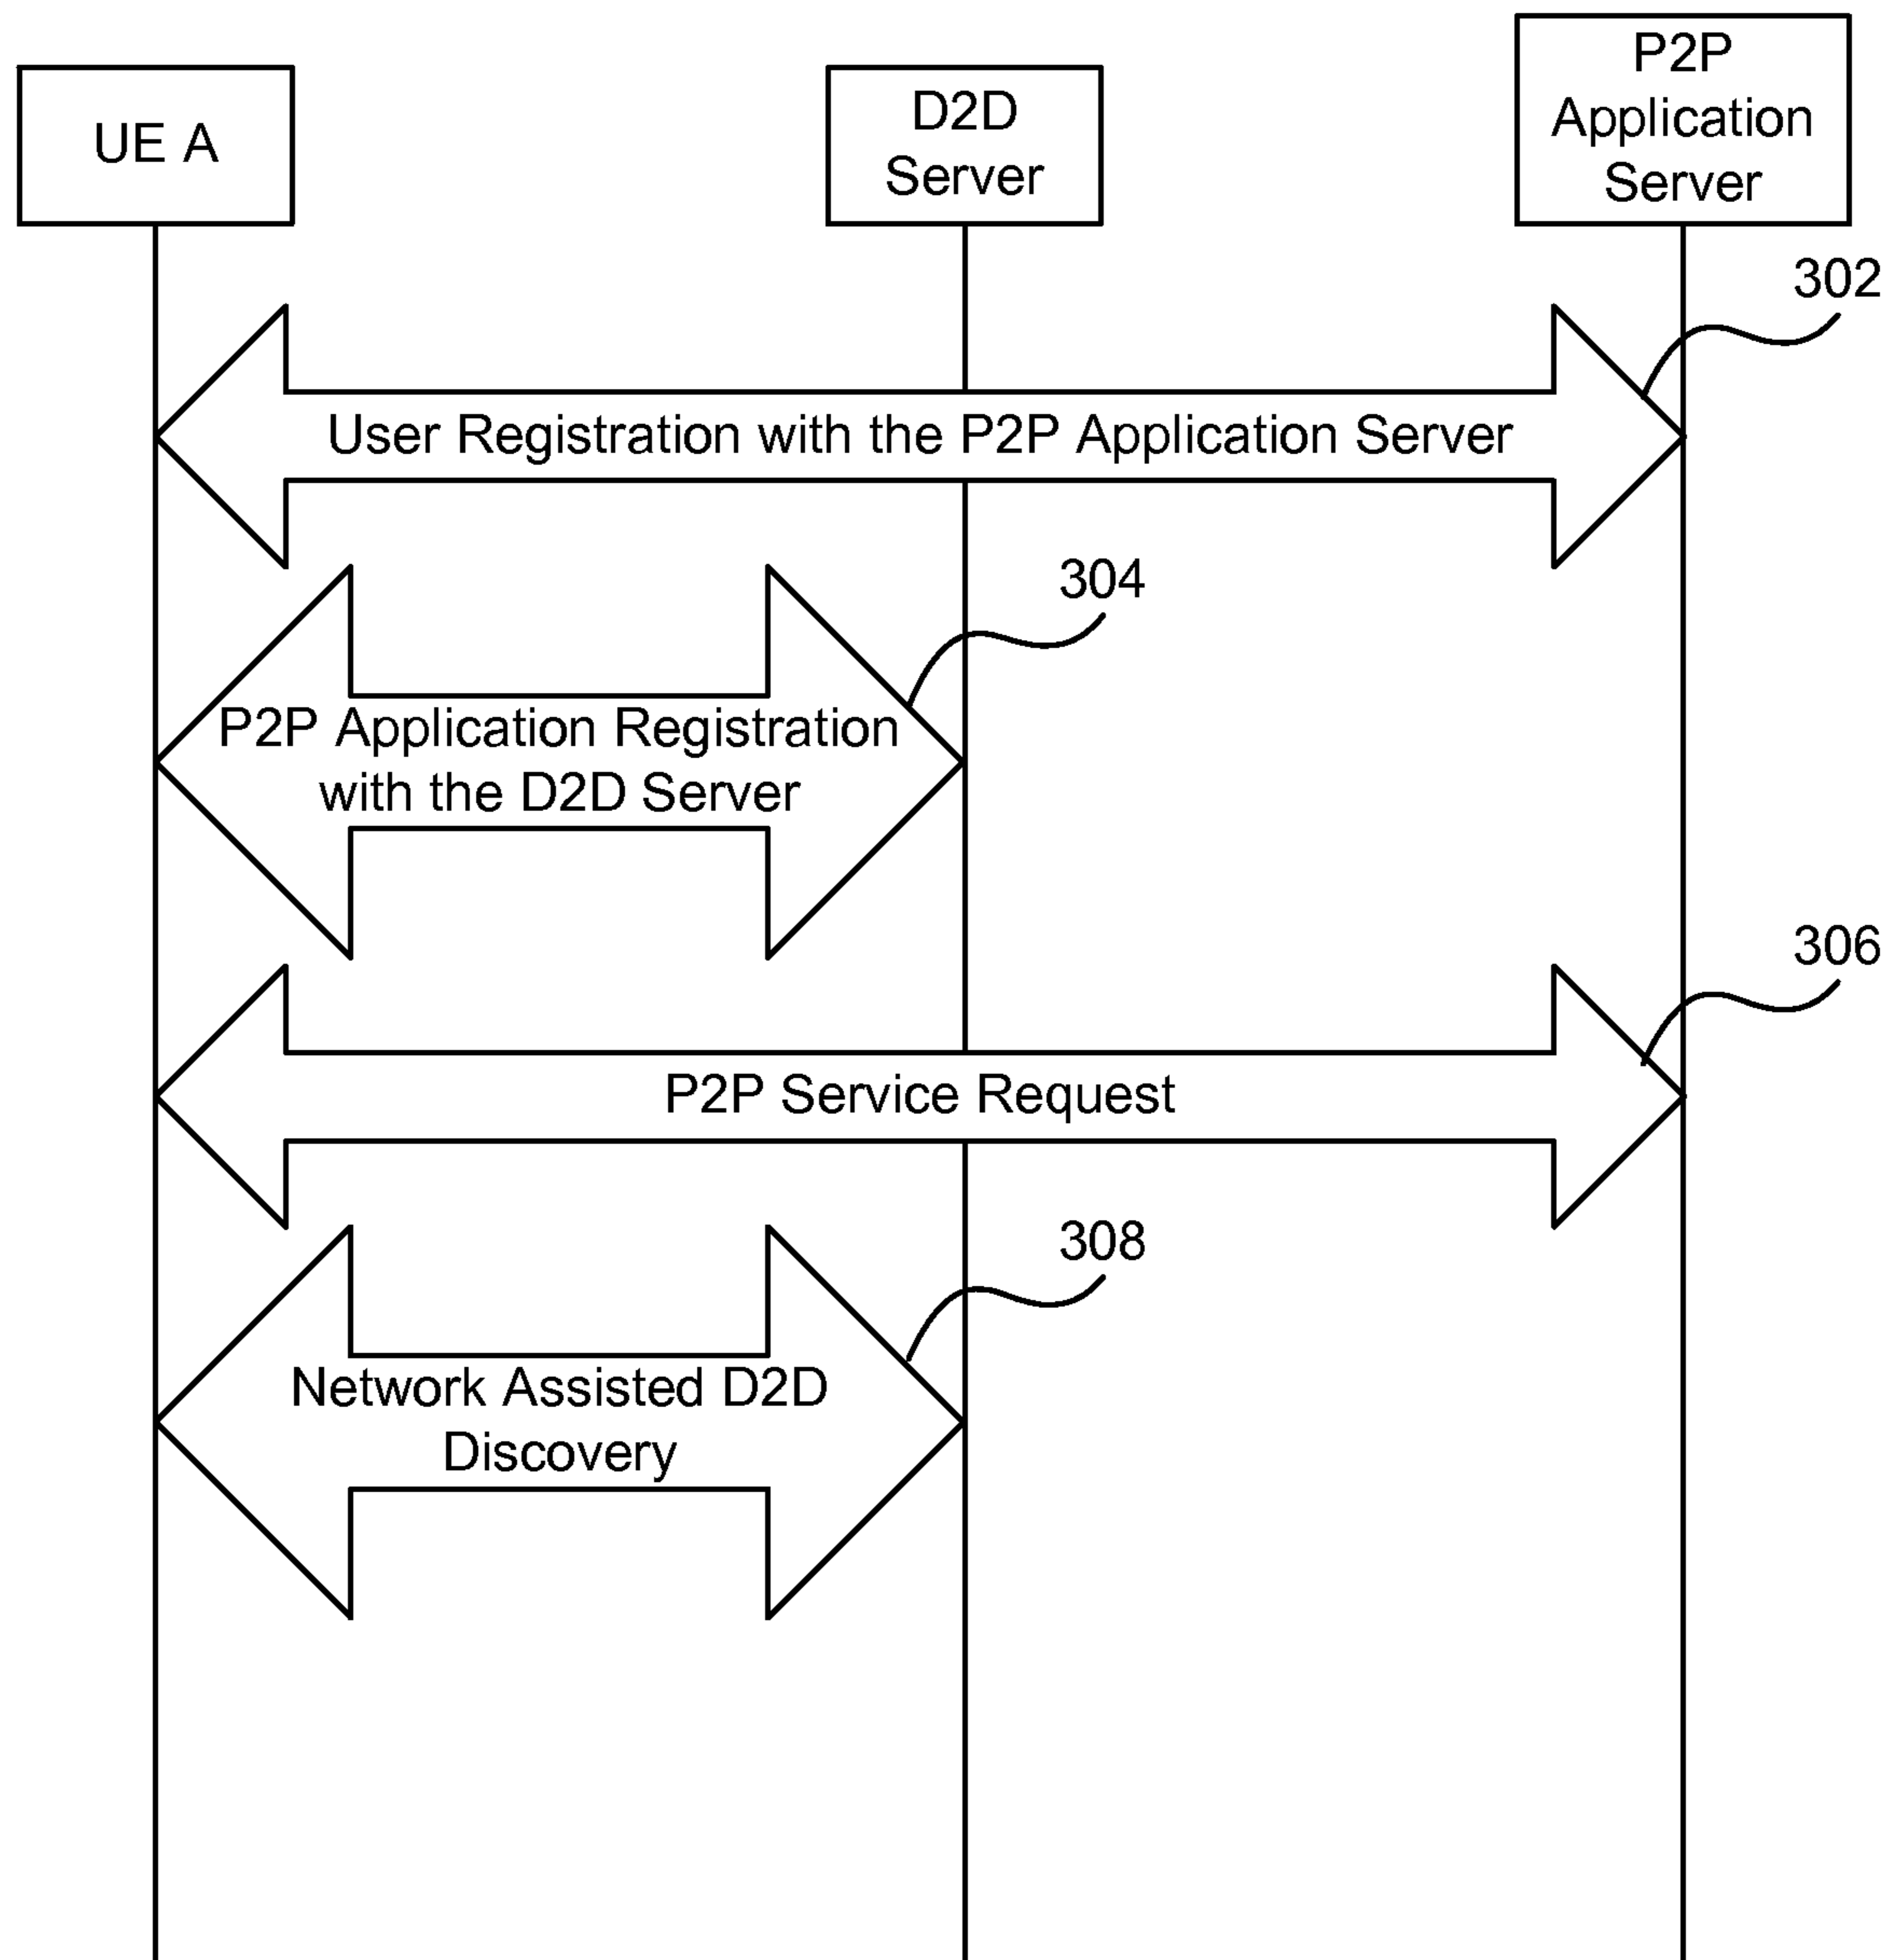 UE A
D2D
Server
P2P
Application
Server
302
User Registration with the P2P Application Server
304
P2P Application Registration
with the D2D Server
306
P2P Service Request
308
Network Assisted D2D
Discovery